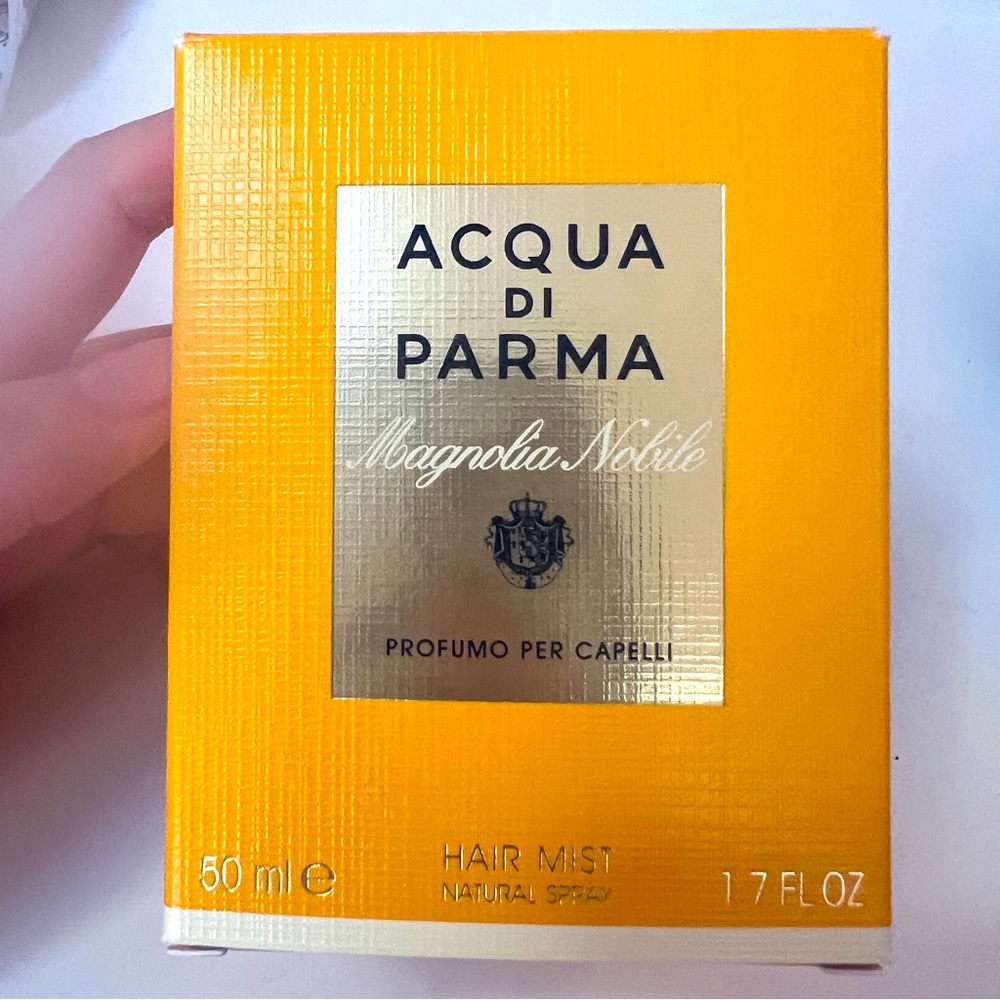 ACQUA
DI
PARMA
Magnolia Nobile
PROFUMO PER CAPELLI
HAIR MIST
NATURAL SPRAY
50 ml ℮
1.7 FL OZ